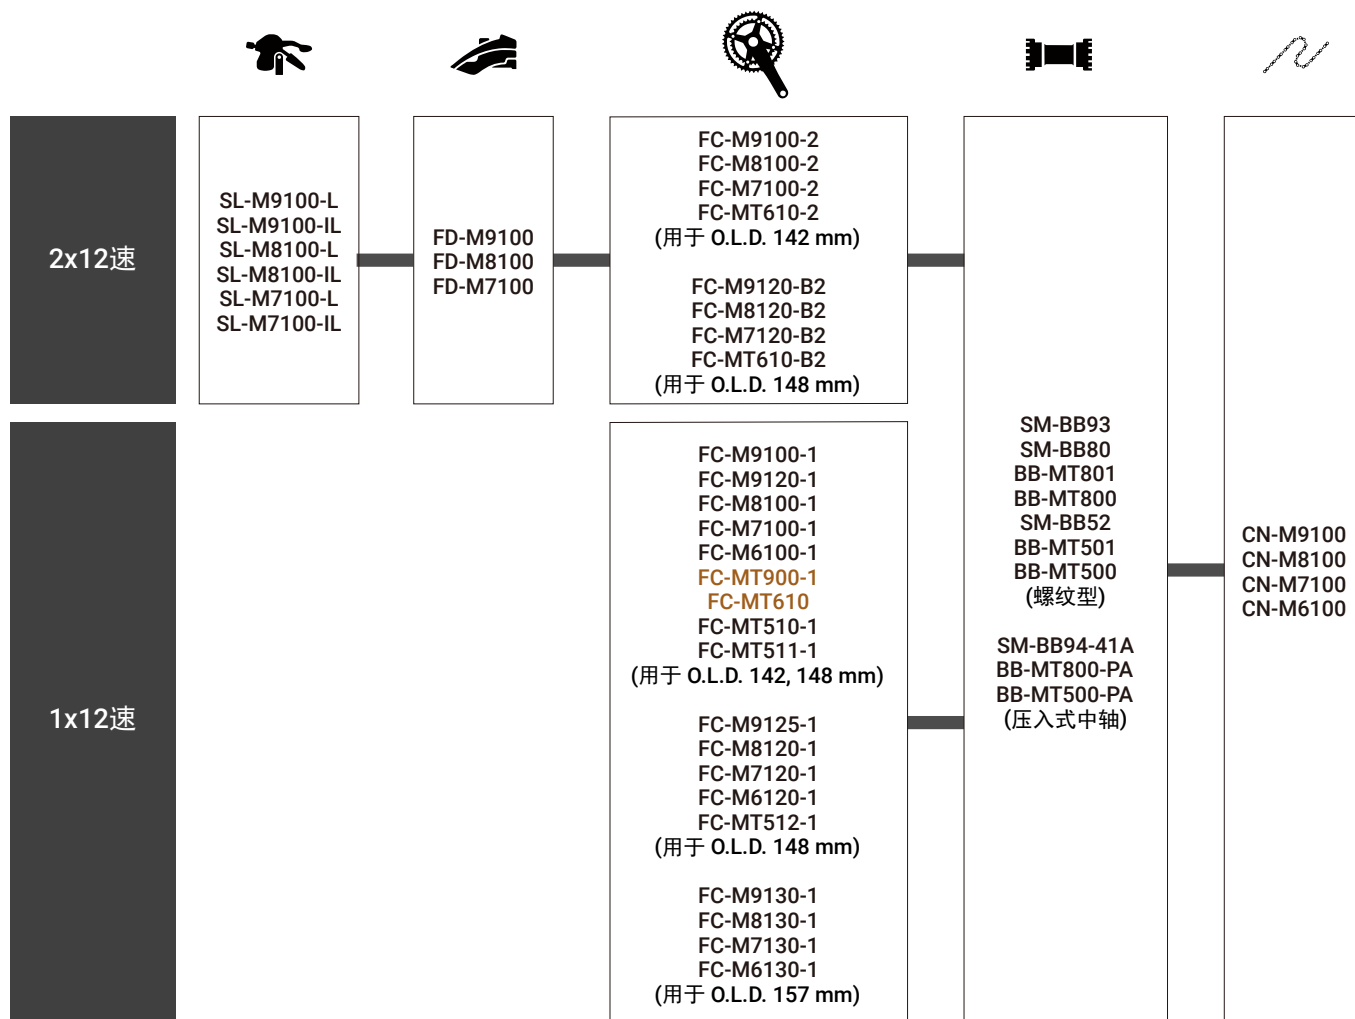 2x12速
SL-M9100-L
SL-M9100-IL
SL-M8100-L
SL-M8100-IL
SL-M7100-L
SL-M7100-IL
FD-M9100
FD-M8100
FD-M7100
FC-M9100-2
FC-M8100-2
FC-M7100-2
FC-MT610-2
(用于 O.L.D. 142 mm)
FC-M9120-B2
FC-M8120-B2
FC-M7120-B2
FC-MT610-B2
(用于 O.L.D. 148 mm)
1x12速
FC-M9100-1
FC-M9120-1
FC-M8100-1
FC-M7100-1
FC-M6100-1
FC-MT900-1
FC-MT610
FC-MT510-1
FC-MT511-1
(用于 O.L.D. 142, 148 mm)
FC-M9125-1
FC-M8120-1
FC-M7120-1
FC-M6120-1
FC-MT512-1
(用于 O.L.D. 148 mm)
FC-M9130-1
FC-M8130-1
FC-M7130-1
FC-M6130-1
(用于 O.L.D. 157 mm)
SM-BB93
SM-BB80
BB-MT801
BB-MT800
SM-BB52
BB-MT501
BB-MT500
(螺纹型)
SM-BB94-41A
BB-MT800-PA
BB-MT500-PA
(压入式中轴)
CN-M9100
CN-M8100
CN-M7100
CN-M6100